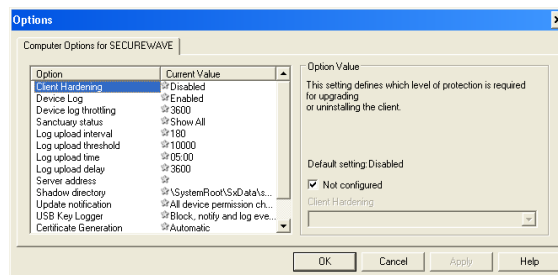 Options
Computer Options for SECUREWAVE
Option Current Value
Client Hardening Disabled
Device Log Enabled
Device log throttling 3600
Sanctuary status Show All
Log upload interval 180
Log upload threshold 10000
Log upload time 05:00
Log upload delay 3600
Server address
Shadow directory \SystemRoot\SxData\s...
Update notification All device permission ch...
USB Key Logger Block, notify and log eve...
Certificate Generation Automatic
Option Value
This setting defines which level of protection is required
for upgrading
or uninstalling the client.
Default setting:Disabled
Not configured
Client Hardening
OK Cancel Apply Help